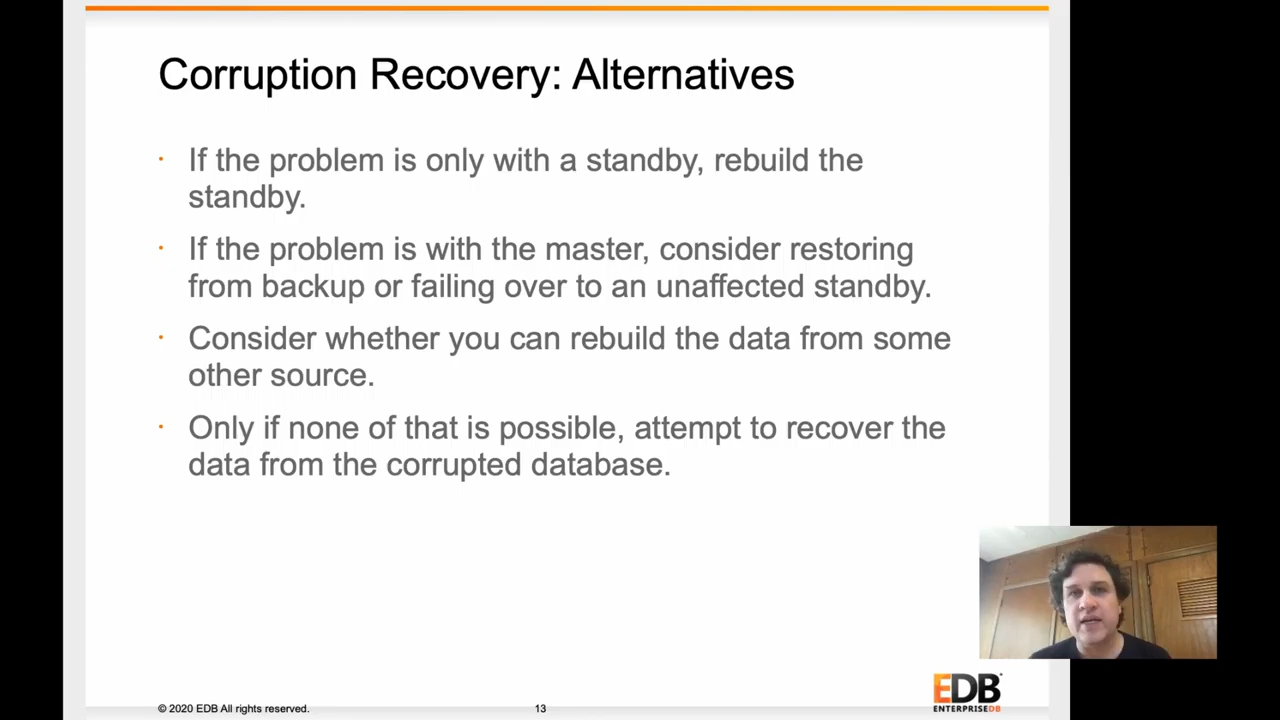 Corruption Recovery: Alternatives
· If the problem is only with a standby, rebuild the
standby.
· If the problem is with the master, consider restoring
from backup or failing over to an unaffected standby.
· Consider whether you can rebuild the data from some
other source.
· Only if none of that is possible, attempt to recover the
data from the corrupted database.
© 2020 EDB All rights reserved.
13
EDB
ENTERPRISEDB